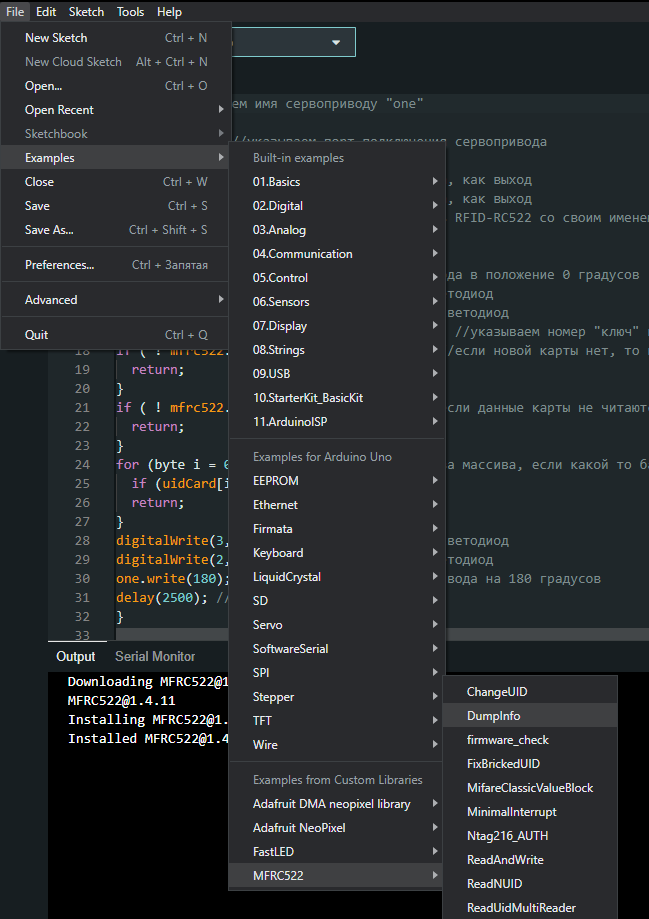 File Edit Sketch Tools Help
New Sketch Ctrl + N
New Cloud Sketch Alt + Ctrl + N
Open... Ctrl + O
Open Recent
Sketchbook
Examples
Close Ctrl + W
Save Ctrl + S
Save As... Ctrl + Shift + S
Preferences... Ctrl + Запятая
Advanced
Quit Ctrl + Q
Built-in examples
01.Basics
02.Digital
03.Analog
04.Communication
05.Control
06.Sensors
07.Display
08.Strings
09.USB
10.StarterKit_BasicKit
11.ArduinoISP
Examples for Arduino Uno
EEPROM
Ethernet
Firmata
Keyboard
LiquidCrystal
SD
Servo
SoftwareSerial
SPI
Stepper
TFT
Wire
Examples from Custom Libraries
Adafruit DMA neopixel library
Adafruit NeoPixel
FastLED
MFRC522
ChangeUID
DumpInfo
firmware_check
FixBrickedUID
MifareClassicValueBlock
MinimalInterrupt
Ntag216_AUTH
ReadAndWrite
ReadNUID
ReadUidMultiReader
имя сервоприводу "one"
//указываем порт подключения сервопривода
, как выход
, как выход
RFID-RC522 со своим
в положение 0 градусов
//указываем номер "ключ"
18 if ( ! mfrc522.
/если новой карты нет, то
19 return;
20 }
21 if ( ! mfrc522.
если данные карты не
22 return;
23 }
24 for (byte i = 0
массива, если какой то
25 if (uidCard[i
26 return;
27 }
28 digitalWrite(3,
29 digitalWrite(2,
30 one.write(180);
на 180 градусов
31 delay(2500); //
32 }
33
Output Serial Monitor
Downloading MFRC522@1
MFRC522@1.4.11
Installing MFRC522@1.
Installed MFRC522@1.4